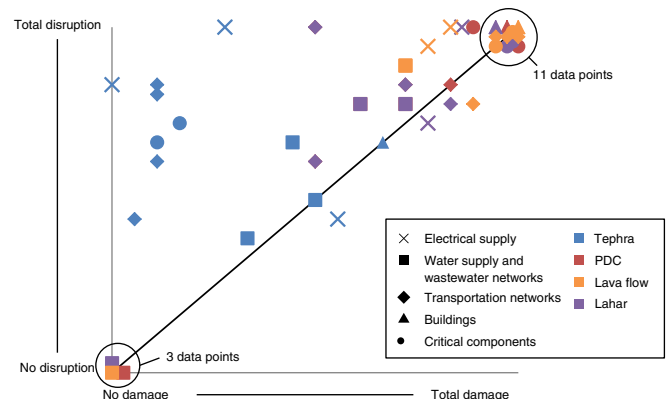 Total disruption
11 data points
Electrical supply
Water supply and
wastewater networks
Transportation networks
Buildings
Critical components
Tephra
PDC
Lava flow
Lahar
3 data points
No disruption
No damage
Total damage